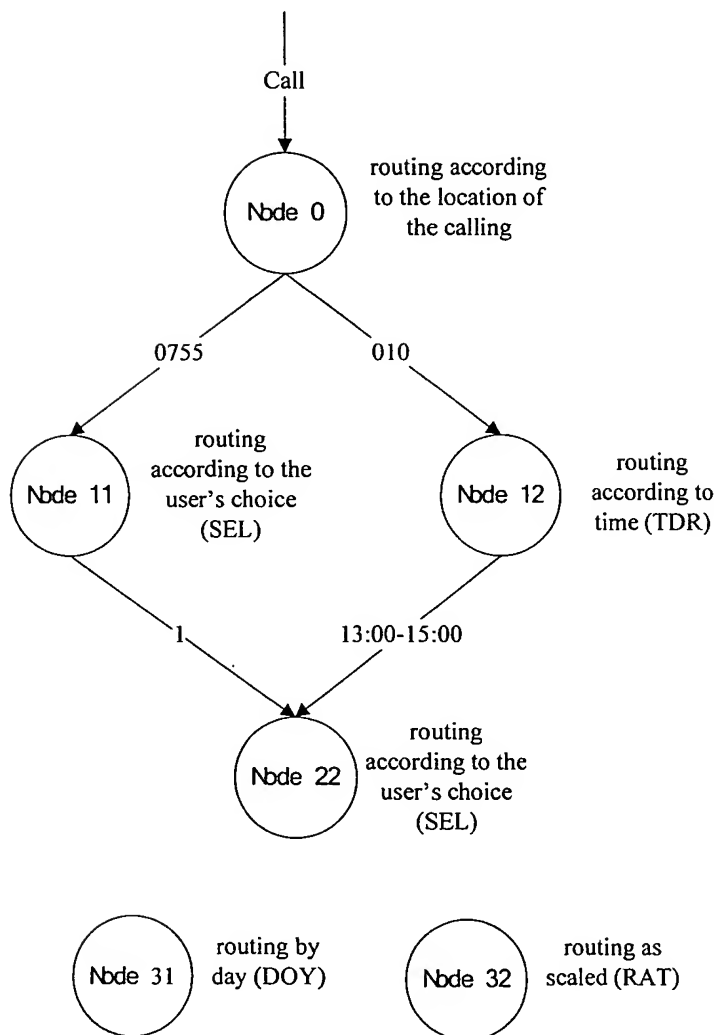 Call
Node 0
routing according
to the location of
the calling
0755
010
Node 11
routing
according to the
user's choice
(SEL)
Node 12
routing
according to
time (TDR)
1
13:00-15:00
Node 22
routing
according to the
user's choice
(SEL)
Node 31
routing by
day (DOY)
Node 32
routing as
scaled (RAT)